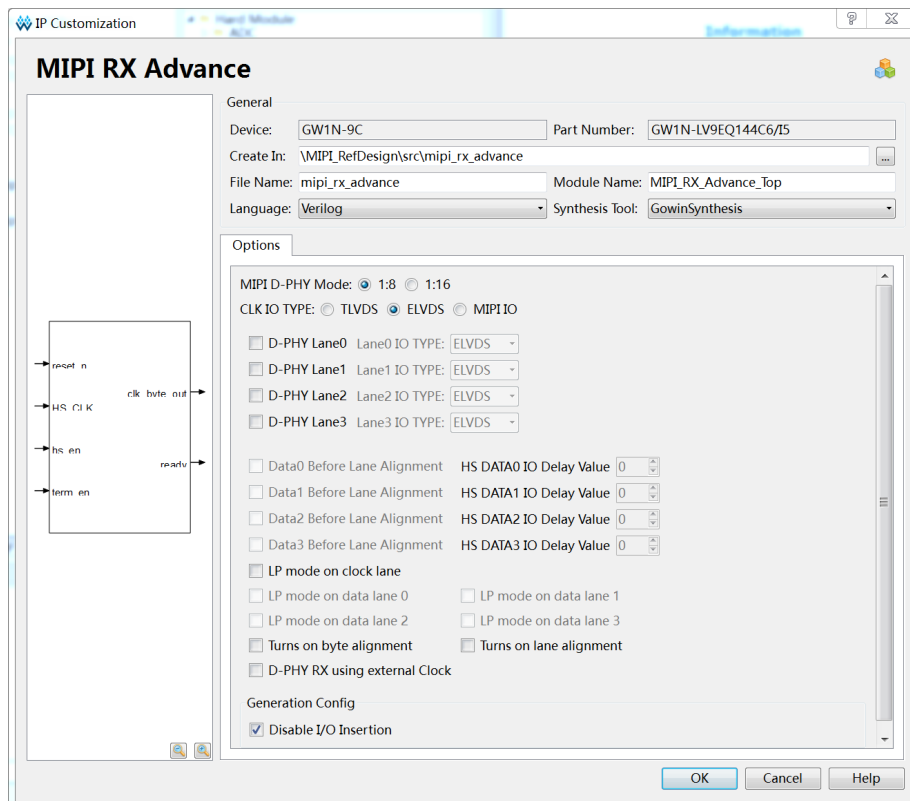 IP Customization
Hard Module
Information
MIPI RX Advance
General
Device: GW1N-9C Part Number: GW1N-LV9EQ144C6/I5
Create In: \MIPI_RefDesign\src\mipi_rx_advance ...
File Name: mipi_rx_advance Module Name: MIPI_RX_Advance_Top
Language: Verilog Synthesis Tool: GowinSynthesis
Options
MIPI D-PHY Mode: 1:8 1:16
CLK IO TYPE: TLVDS ELVDS MIPI IO
D-PHY Lane0 Lane0 IO TYPE: ELVDS
D-PHY Lane1 Lane1 IO TYPE: ELVDS
D-PHY Lane2 Lane2 IO TYPE: ELVDS
D-PHY Lane3 Lane3 IO TYPE: ELVDS
reset_n
clk_byte_out
HS_CLK
hs_en
ready
term_en
Data0 Before Lane Alignment HS DATA0 IO Delay Value 0
Data1 Before Lane Alignment HS DATA1 IO Delay Value 0
Data2 Before Lane Alignment HS DATA2 IO Delay Value 0
Data3 Before Lane Alignment HS DATA3 IO Delay Value 0
LP mode on clock lane
LP mode on data lane 0 LP mode on data lane 1
LP mode on data lane 2 LP mode on data lane 3
Turns on byte alignment Turns on lane alignment
D-PHY RX using external Clock
Generation Config
Disable I/O Insertion
OK Cancel Help